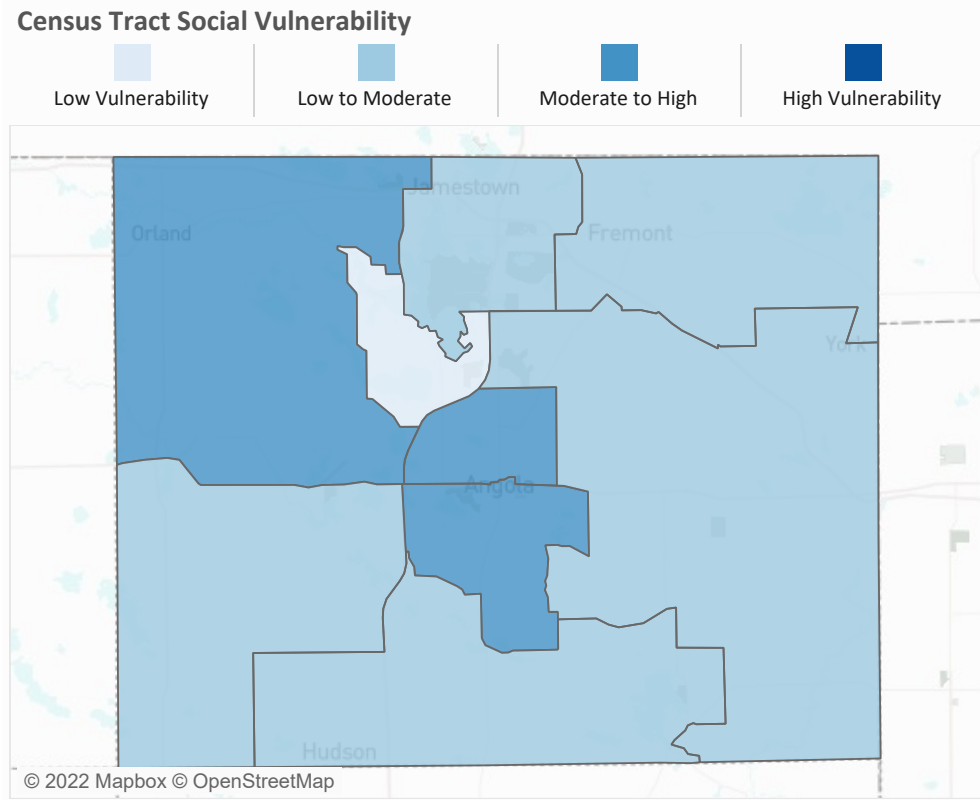 Census Tract Social Vulnerability
Low Vulnerability
Low to Moderate
Moderate to High
High Vulnerability
Jamestown
Orland
Fremont
York
Angola
Hudson
© 2022 Mapbox © OpenStreetMap